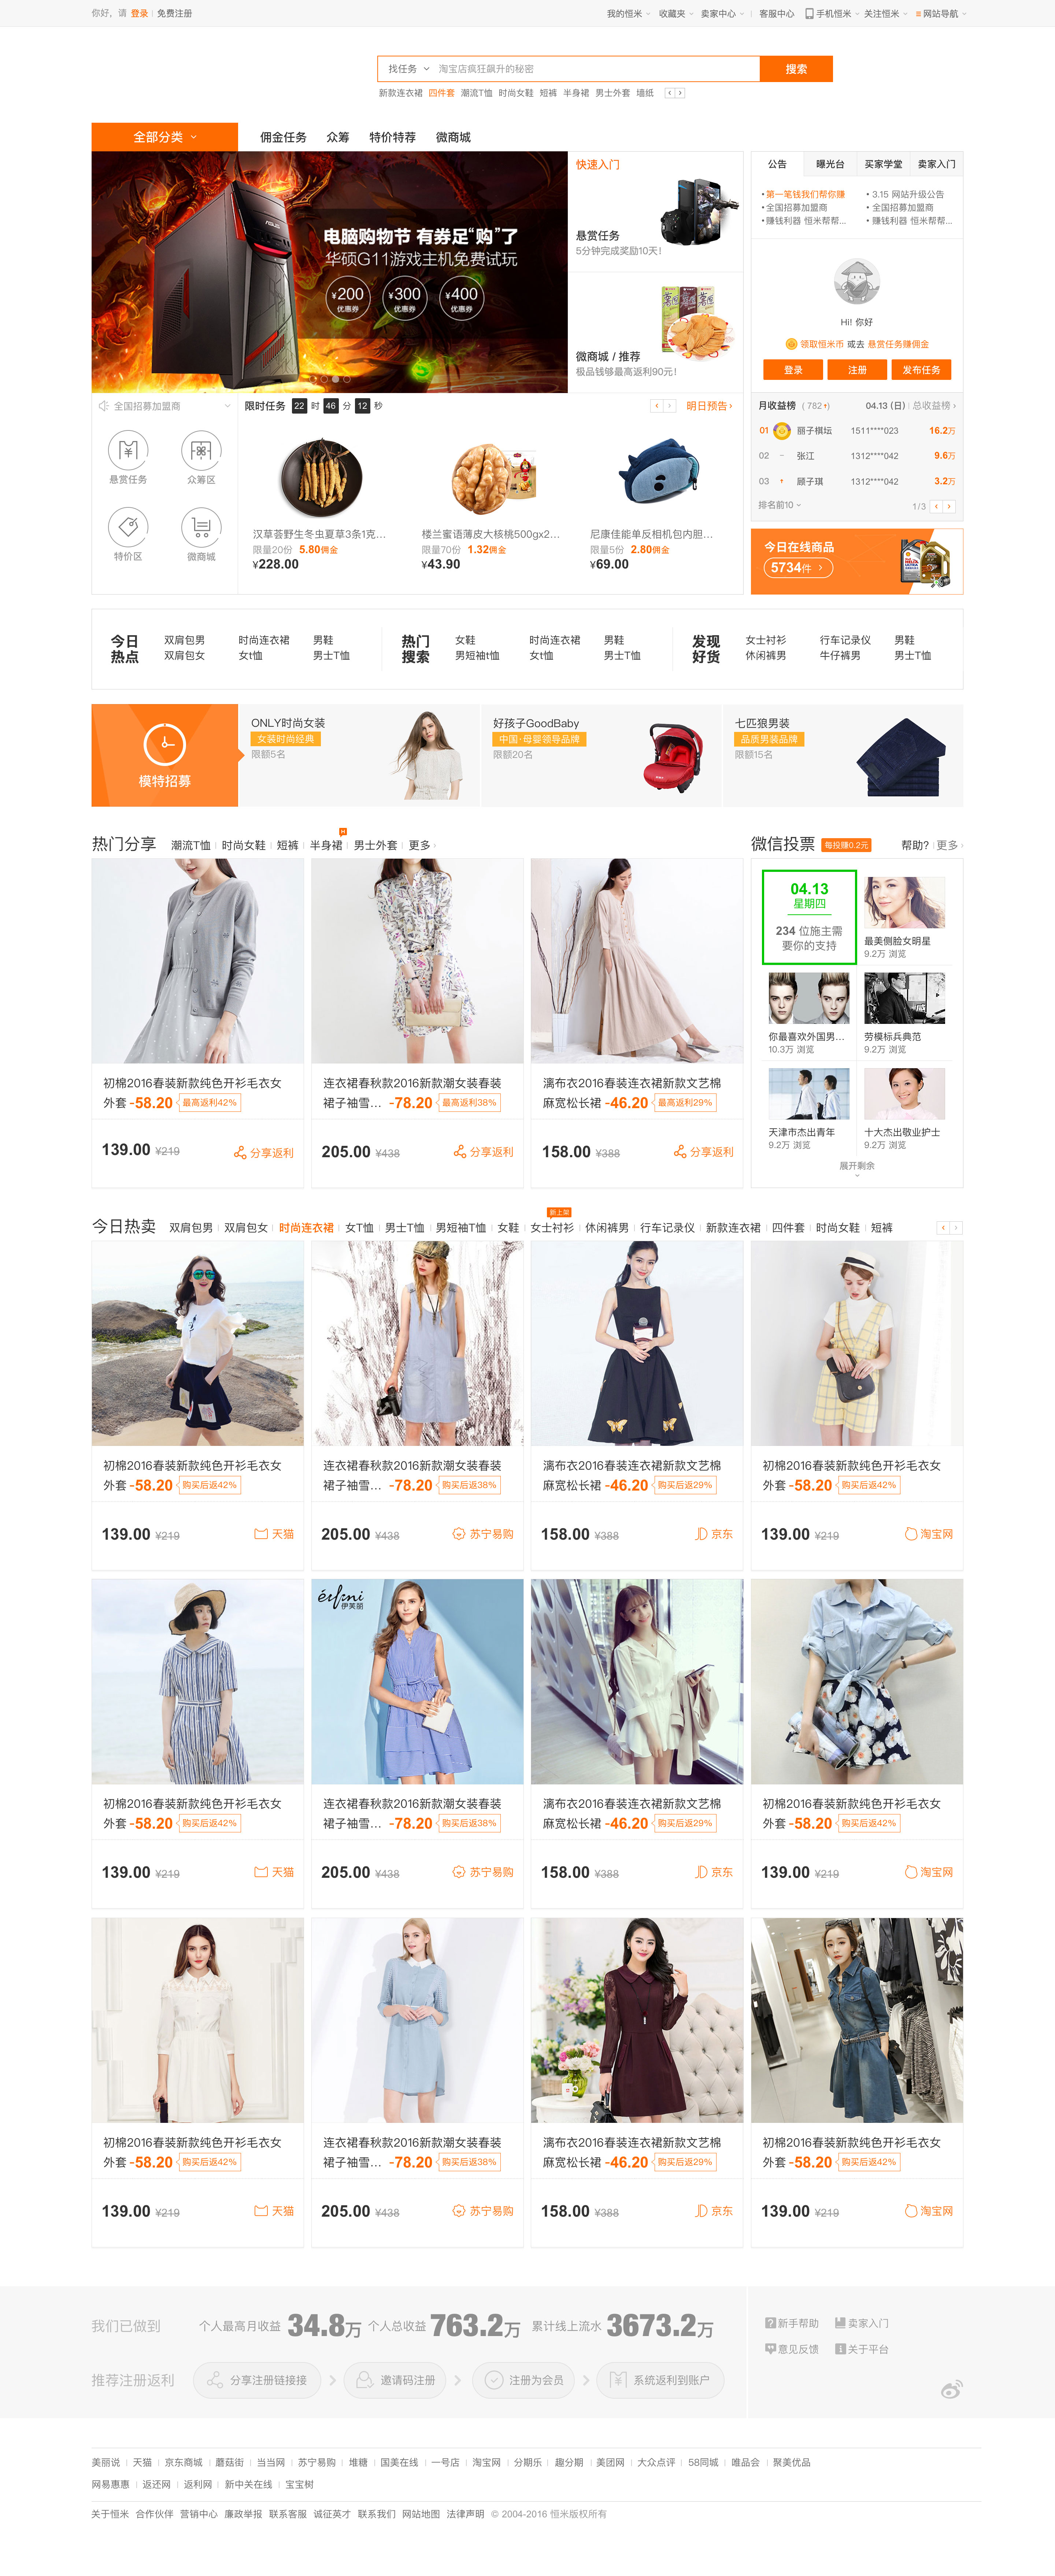 你好，请 登录 | 免费注册
我的恒米 收藏夹 卖家中心 | 客服中心 手机恒米 关注恒米 网站导航
找任务 淘宝店疯狂飙升的秘密 搜索
新款连衣裙 四件套 潮流T恤 时尚女鞋 短裤 半身裙 男士外套 墙纸
全部分类 佣金任务 众筹 特价特荐 微商城
电脑购物节 有券足“购”了
华硕G11游戏主机免费试玩
¥200 ¥300 ¥400
优惠券 优惠券 优惠券
快速入门
悬赏任务
5分钟完成奖励10天！
微商城 / 推荐
极品钱够最高返利90元！
公告 曝光台 买家学堂 卖家入门
• 第一笔钱我们帮你赚 • 3.15 网站升级公告
• 全国招募加盟商 • 全国招募加盟商
• 赚钱利器 恒米帮帮... • 赚钱利器 恒米帮帮...
Hi! 你好
领取恒米币 或去 悬赏任务赚佣金
登录 注册 发布任务
全国招募加盟商
悬赏任务 众筹区
特价区 微商城
限时任务 22 时 46 分 12 秒 明日预告 ›
汉草荟野生冬虫夏草3条1克...
限量20份 5.80佣金
¥228.00
楼兰蜜语薄皮大核桃500gx2...
限量70份 1.32佣金
¥43.90
尼康佳能单反相机包内胆...
限量5份 2.80佣金
¥69.00
月收益榜 ( 782 ↑) 04.13 (日) | 总收益榜 ›
01 丽子棋坛 1511****023 16.2万
02 － 张江 1312****042 9.6万
03 ↑ 顾子琪 1312****042 3.2万
排名前10 1/3
今日在线商品
5734件 ›
今日热点 双肩包男 时尚连衣裙 男鞋
双肩包女 女t恤 男士T恤
热门搜索 女鞋 时尚连衣裙 男鞋
男短袖t恤 女t恤 男士T恤
发现好货 女士衬衫 行车记录仪 男鞋
休闲裤男 牛仔裤男 男士T恤
模特招募
ONLY时尚女装
女装时尚经典
限额5名
好孩子GoodBaby
中国·母婴领导品牌
限额20名
七匹狼男装
品质男装品牌
限额15名
热门分享 潮流T恤 | 时尚女鞋 | 短裤 | 半身裙 | 男士外套 | 更多 ›
H
初棉2016春装新款纯色开衫毛衣女
外套 -58.20 最高返利42%
139.00 ¥219 分享返利
连衣裙春秋款2016新款潮女装春装
裙子袖雪... -78.20 最高返利38%
205.00 ¥438 分享返利
漓布衣2016春装连衣裙新款文艺棉
麻宽松长裙 -46.20 最高返利29%
158.00 ¥388 分享返利
微信投票 每投赚0.2元 帮助? | 更多 ›
04.13
星期四
234 位施主需
要你的支持
最美侧脸女明星
9.2万 浏览
你最喜欢外国男...
10.3万 浏览
劳模标兵典范
9.2万 浏览
天津市杰出青年
9.2万 浏览
十大杰出敬业护士
9.2万 浏览
展开剩余
新上架
今日热卖 双肩包男 | 双肩包女 | 时尚连衣裙 | 女T恤 | 男士T恤 | 男短袖T恤 | 女鞋 | 女士衬衫 | 休闲裤男 | 行车记录仪 | 新款连衣裙 | 四件套 | 时尚女鞋 | 短裤
初棉2016春装新款纯色开衫毛衣女
外套 -58.20 购买后返42%
139.00 ¥219 天猫
连衣裙春秋款2016新款潮女装春装
裙子袖雪... -78.20 购买后返38%
205.00 ¥438 苏宁易购
漓布衣2016春装连衣裙新款文艺棉
麻宽松长裙 -46.20 购买后返29%
158.00 ¥388 京东
初棉2016春装新款纯色开衫毛衣女
外套 -58.20 购买后返42%
139.00 ¥219 淘宝网
伊芙丽
初棉2016春装新款纯色开衫毛衣女
外套 -58.20 购买后返42%
139.00 ¥219 天猫
连衣裙春秋款2016新款潮女装春装
裙子袖雪... -78.20 购买后返38%
205.00 ¥438 苏宁易购
漓布衣2016春装连衣裙新款文艺棉
麻宽松长裙 -46.20 购买后返29%
158.00 ¥388 京东
初棉2016春装新款纯色开衫毛衣女
外套 -58.20 购买后返42%
139.00 ¥219 淘宝网
初棉2016春装新款纯色开衫毛衣女
外套 -58.20 购买后返42%
139.00 ¥219 天猫
连衣裙春秋款2016新款潮女装春装
裙子袖雪... -78.20 购买后返38%
205.00 ¥438 苏宁易购
漓布衣2016春装连衣裙新款文艺棉
麻宽松长裙 -46.20 购买后返29%
158.00 ¥388 京东
初棉2016春装新款纯色开衫毛衣女
外套 -58.20 购买后返42%
139.00 ¥219 淘宝网
我们已做到 个人最高月收益 34.8万 个人总收益 763.2万 累计线上流水 3673.2万
推荐注册返利 分享注册链接接 邀请码注册 注册为会员 系统返利到账户
新手帮助 卖家入门
意见反馈 关于平台
美丽说 | 天猫 | 京东商城 | 蘑菇街 | 当当网 | 苏宁易购 | 堆糖 | 国美在线 | 一号店 | 淘宝网 | 分期乐 | 趣分期 | 美团网 | 大众点评 | 58同城 | 唯品会 | 聚美优品
网易惠惠 | 返还网 | 返利网 | 新中关在线 | 宝宝树
关于恒米 合作伙伴 营销中心 廉政举报 联系客服 诚征英才 联系我们 网站地图 法律声明 © 2004-2016 恒米版权所有